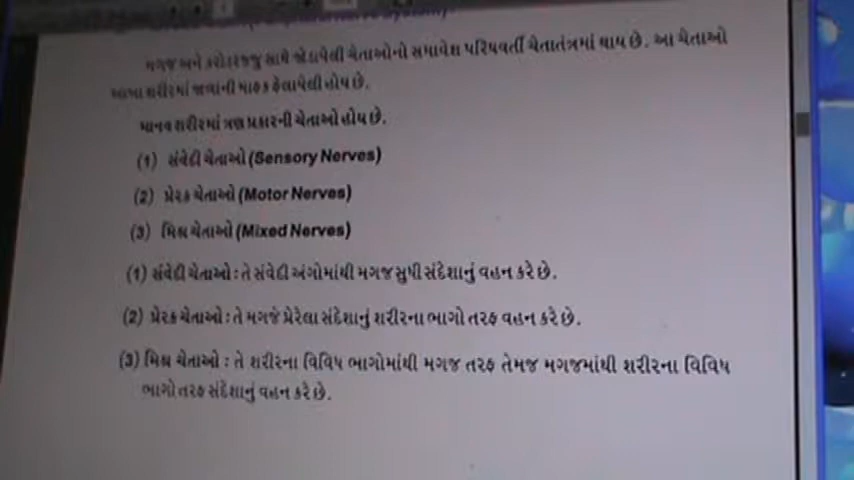 મગજ અને કરોડરજ્જુ સાથે જોડાયેલી ચેતાઓનો સમાવેશ પરિઘવર્તી ચેતાતંત્રમાં થાય છે. આ ચેતાઓ
આખા શરીરમાં જાળાની માફક ફેલાયેલી હોય છે.
માનવ શરીરમાં ત્રણ પ્રકારની ચેતાઓ હોય છે.
(1) સંવેદી ચેતાઓ (Sensory Nerves)
(2) પ્રેરક ચેતાઓ (Motor Nerves)
(3) મિશ્ર ચેતાઓ (Mixed Nerves)
(1) સંવેદી ચેતાઓ : તે સંવેદી અંગોમાંથી મગજ સુધી સંદેશાનું વહન કરે છે.
(2) પ્રેરક ચેતાઓ : તે મગજે પ્રેરેલા સંદેશાનું શરીરના ભાગો તરફ વહન કરે છે.
(3) મિશ્ર ચેતાઓ : તે શરીરના વિવિધ ભાગોમાંથી મગજ તરફ તેમજ મગજમાંથી શરીરના વિવિધ
ભાગો તરફ સંદેશાનું વહન કરે છે.